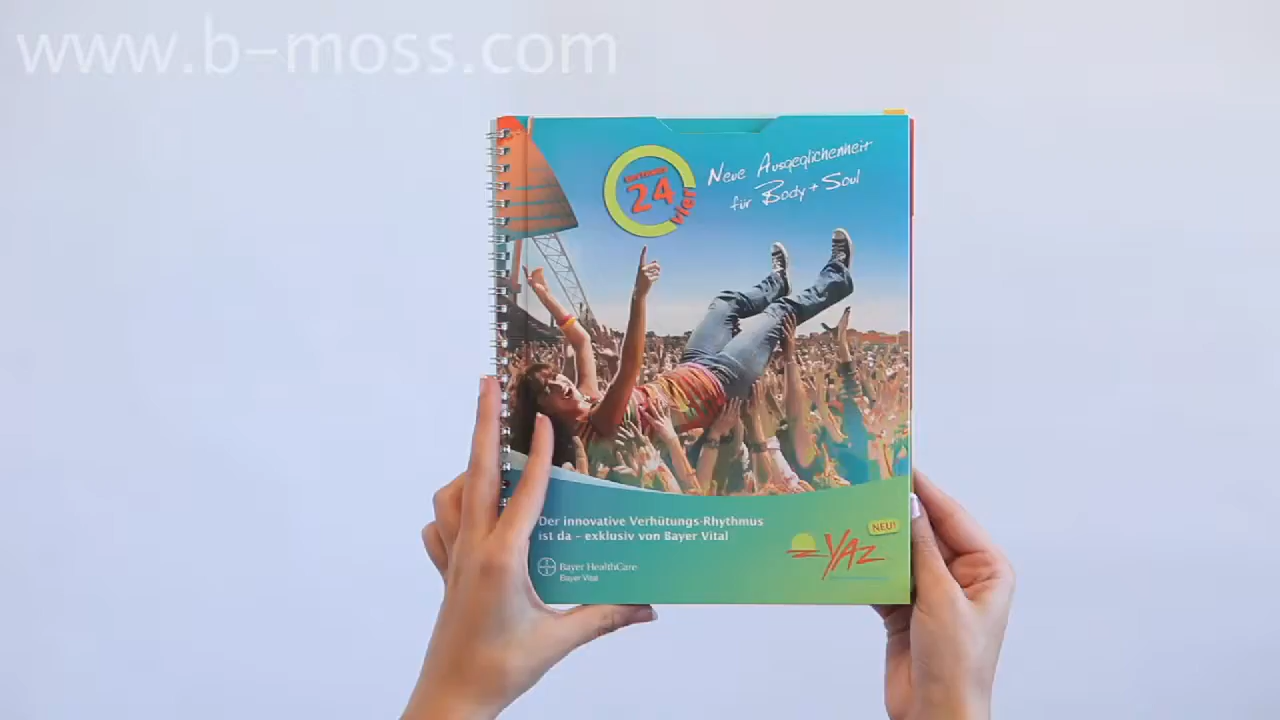 www.b-moss.com
24
vier
Neue Ausgeglichenheit
für Body + Soul
Der innovative Verhütungs-Rhythmus
ist da – exklusiv von Bayer Vital
NEU!
YAZ
Bayer HealthCare
Bayer Vital